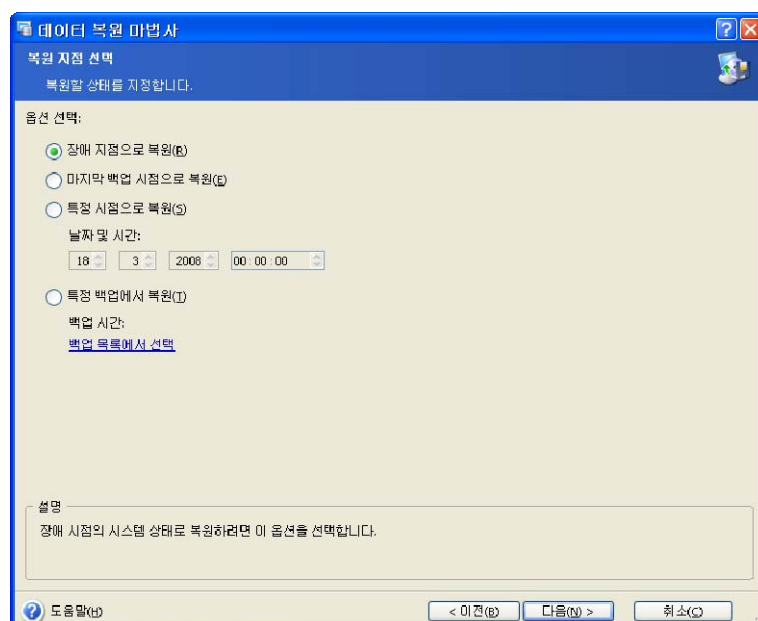 데이터 복원 마법사
복원 지점 선택
복원할 상태를 지정합니다.
옵션 선택:
장애 지점으로 복원(R)
마지막 백업 시점으로 복원(E)
특정 시점으로 복원(S)
날짜 및 시간:
18 3 2008 00:00:00
특정 백업에서 복원(T)
백업 시간:
백업 목록에서 선택
설명
장애 시점의 시스템 상태로 복원하려면 이 옵션을 선택합니다.
도움말(H) < 이전(B) 다음(N) > 취소(C)